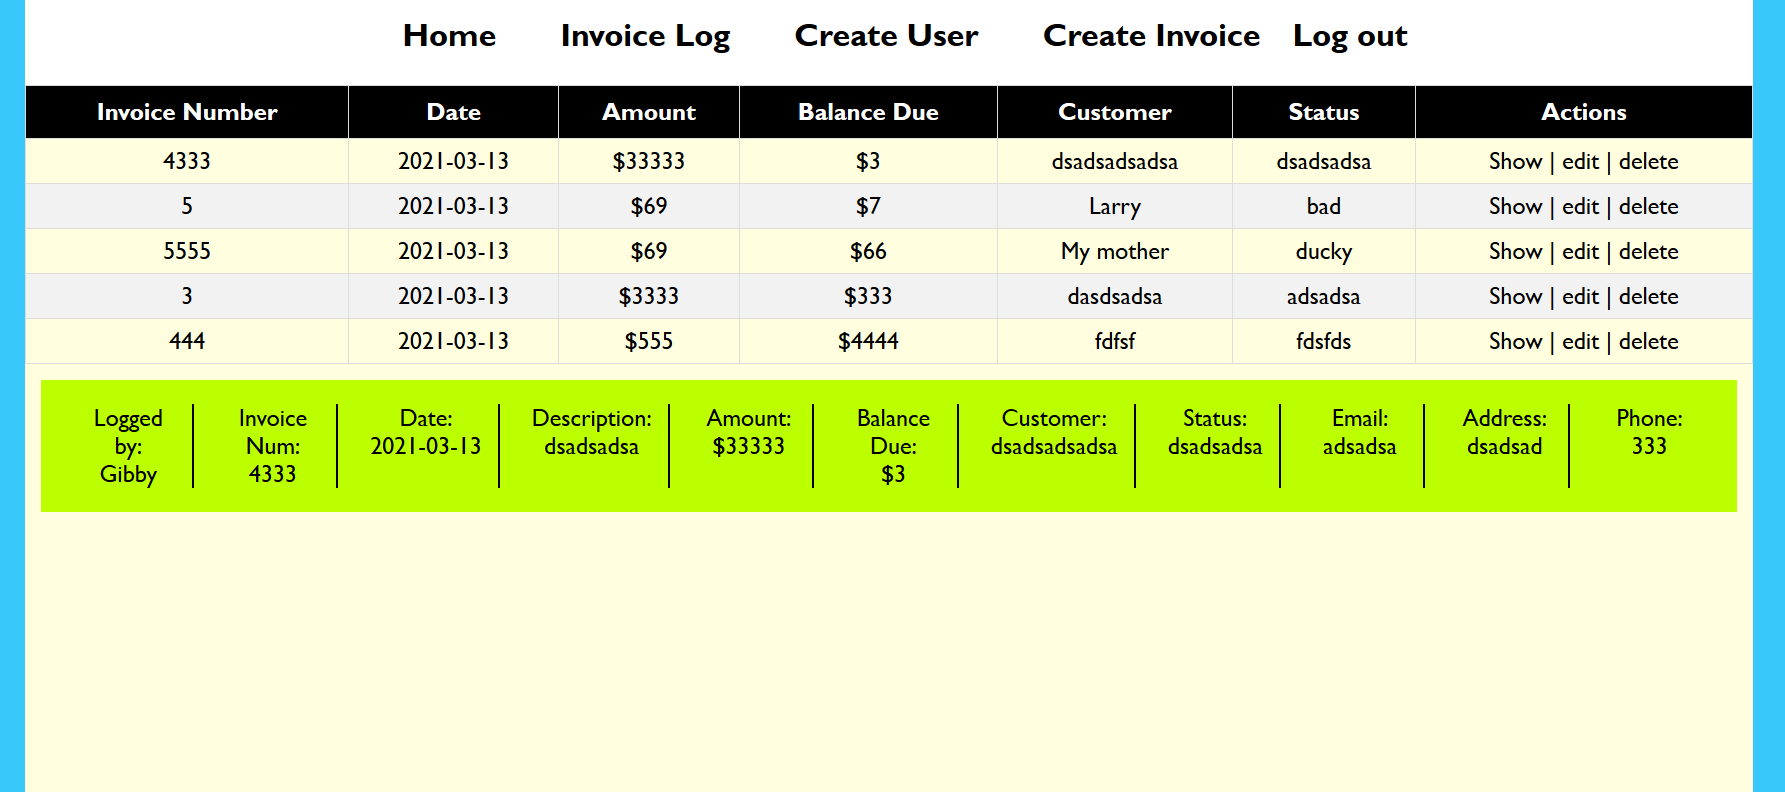 Home Invoice Log Create User Create Invoice Log out
Invoice Number Date Amount Balance Due Customer Status Actions
4333 2021-03-13 $33333 $3 dsadsadsadsa dsadsadsa Show | edit | delete
5 2021-03-13 $69 $7 Larry bad Show | edit | delete
5555 2021-03-13 $69 $66 My mother ducky Show | edit | delete
3 2021-03-13 $3333 $333 dasdsadsa adsadsa Show | edit | delete
444 2021-03-13 $555 $4444 fdfsf fdsfds Show | edit | delete
Logged
by:
Gibby
Invoice
Num:
4333
Date:
2021-03-13
Description:
dsadsadsa
Amount:
$33333
Balance
Due:
$3
Customer:
dsadsadsadsa
Status:
dsadsadsa
Email:
adsadsa
Address:
dsadsad
Phone:
333